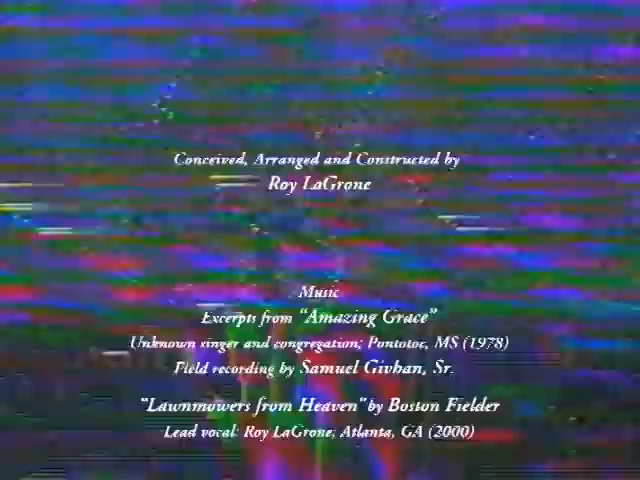 Conceived, Arranged and Constructed by
Roy LaGrone
Music
Excerpts from "Amazing Grace"
Unknown singer and congregation; Pontotoc, MS (1978)
Field recording by Samuel Givhan, Sr.
"Lawnmowers from Heaven" by Boston Fielder
Lead vocal: Roy LaGrone; Atlanta, GA (2000)